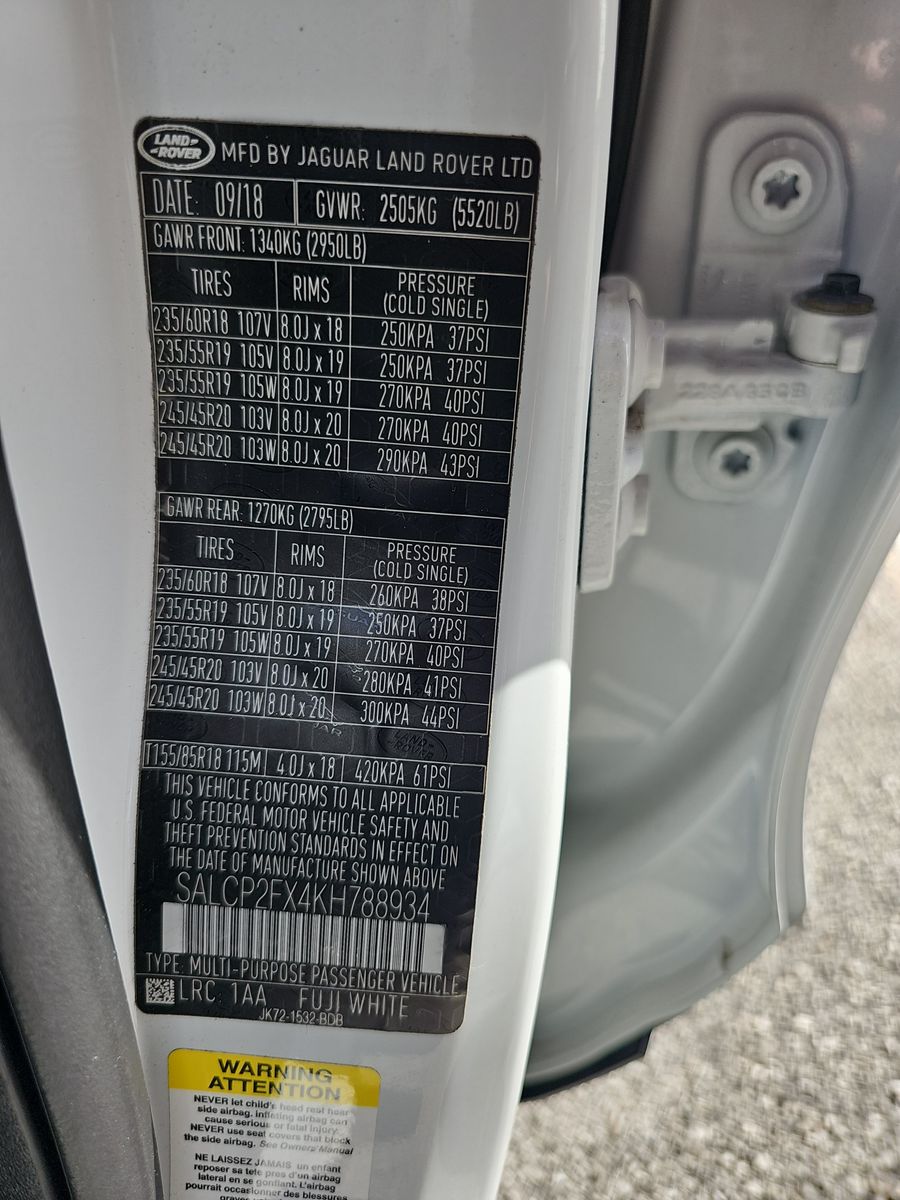 LAND ROVER MFD BY JAGUAR LAND ROVER LTD
DATE: 09/18 GVWR: 2505KG (5520LB)
GAWR FRONT: 1340KG (2950LB)
TIRES RIMS PRESSURE (COLD SINGLE)
235/60R18 107V 8.0J x 18 250KPA 37PSI
235/55R19 105V 8.0J x 19 250KPA 37PSI
235/55R19 105W 8.0J x 19 270KPA 40PSI
245/45R20 103V 8.0J x 20 270KPA 40PSI
245/45R20 103W 8.0J x 20 290KPA 43PSI
GAWR REAR: 1270KG (2795LB)
TIRES RIMS PRESSURE (COLD SINGLE)
235/60R18 107V 8.0J x 18 260KPA 38PSI
235/55R19 105V 8.0J x 19 250KPA 37PSI
235/55R19 105W 8.0J x 19 270KPA 40PSI
245/45R20 103V 8.0J x 20 280KPA 41PSI
245/45R20 103W 8.0J x 20 300KPA 44PSI
T155/85R18 115M 4.0J x 18 420KPA 61PSI
THIS VEHICLE CONFORMS TO ALL APPLICABLE
U.S. FEDERAL MOTOR VEHICLE SAFETY AND
THEFT PREVENTION STANDARDS IN EFFECT ON
THE DATE OF MANUFACTURE SHOWN ABOVE
SALCP2FX4KH788934
TYPE: MULTI-PURPOSE PASSENGER VEHICLE
LRC: 1AA FUJI WHITE
JK72-1532-BDB
WARNING
ATTENTION
NEVER let child's head rest near
side airbag. Inflating airbag can
cause serious or fatal injury.
NEVER use seat covers that block
the side airbag. See Owners Manual
NE LAISSEZ JAMAIS un enfant
reposer sa tete pres d'un airbag
lateral en se gonflant. L'airbag
pourrait occasionner des blessures